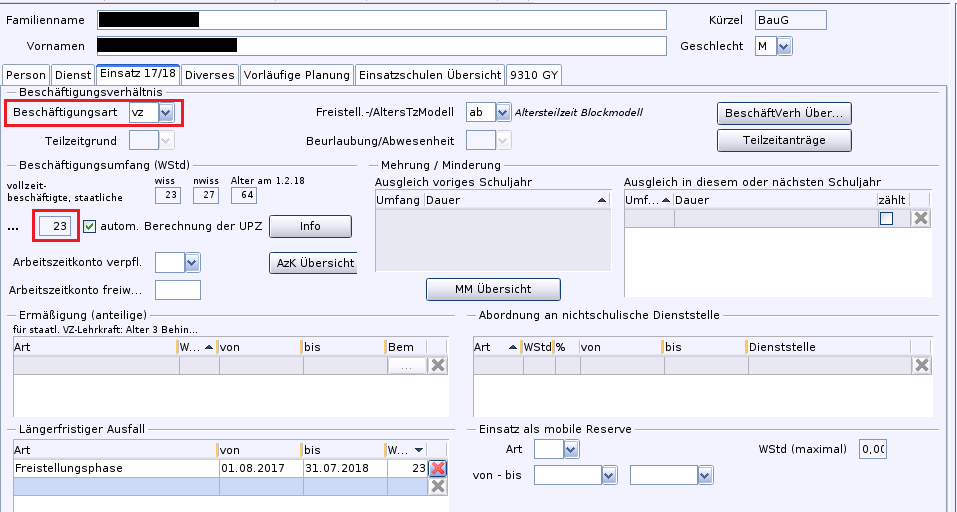 Familienname Kürzel BauG
Vornamen Geschlecht M
Person Dienst Einsatz 17/18 Diverses Vorläufige Planung Einsatzschulen Übersicht 9310 GY
Beschäftigungsverhältnis
Beschäftigungsart vz Freistell.-/AltersTzModell ab Altersteilzeit Blockmodell BeschäftVerh Über...
Teilzeitgrund Beurlaubung/Abwesenheit Teilzeitanträge
Beschäftigungsumfang (WStd) Mehrung / Minderung
wiss nwiss Alter am 1.2.18 Ausgleich voriges Schuljahr Ausgleich in diesem oder nächsten Schuljahr
vollzeit-
beschäftigte, staatliche 23 27 64 Umfang Dauer Umf... Dauer zählt
... 23 autom. Berechnung der UPZ Info
Arbeitszeitkonto verpfl. AzK Übersicht
Arbeitszeitkonto freiw... MM Übersicht
Ermäßigung (anteilige) Abordnung an nichtschulische Dienststelle
für staatl. VZ-Lehrkraft: Alter 3 Behin...
Art W... von bis Bem Art WStd % von bis Dienststelle
...
Längerfristiger Ausfall Einsatz als mobile Reserve
Art von bis W... Art WStd (maximal) 0,00
Freistellungsphase 01.08.2017 31.07.2018 23 von - bis